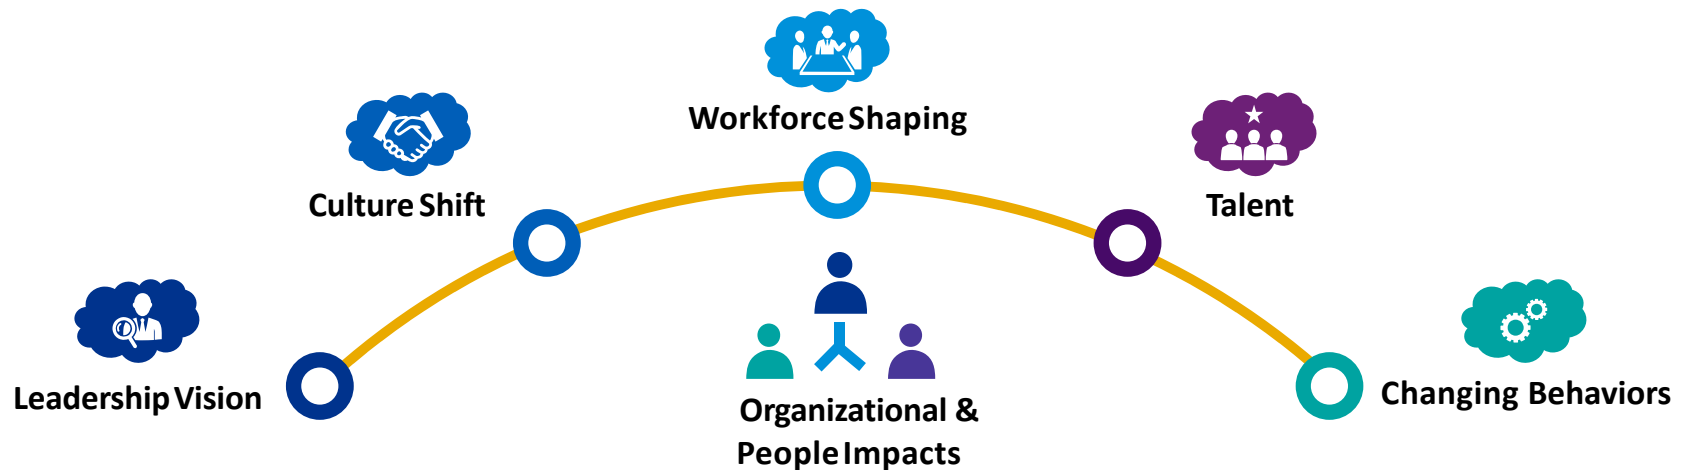 Workforce Shaping
Culture Shift
Talent
Leadership Vision
Changing Behaviors
Organizational &
People Impacts